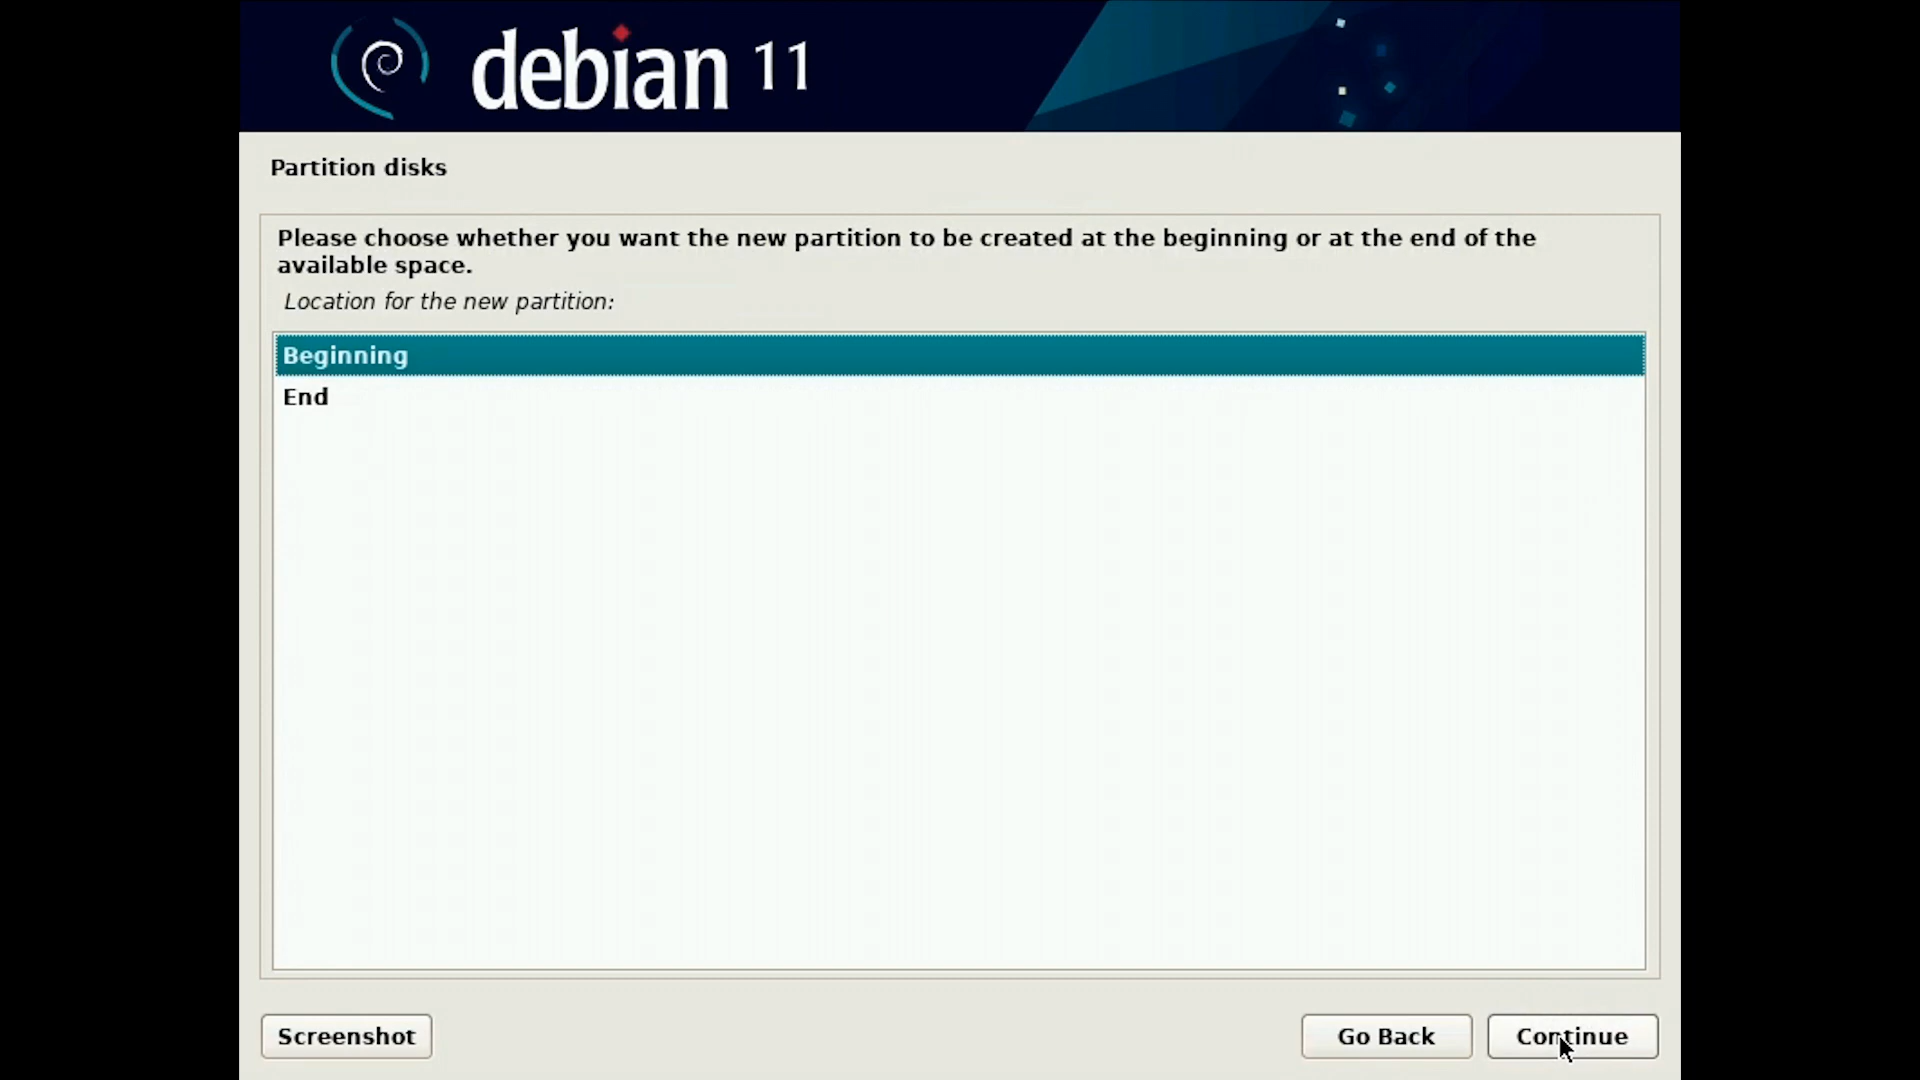 debian 11
Partition disks
Please choose whether you want the new partition to be created at the beginning or at the end of the
available space.
Location for the new partition:
Beginning
End
Screenshot
Go Back
Continue